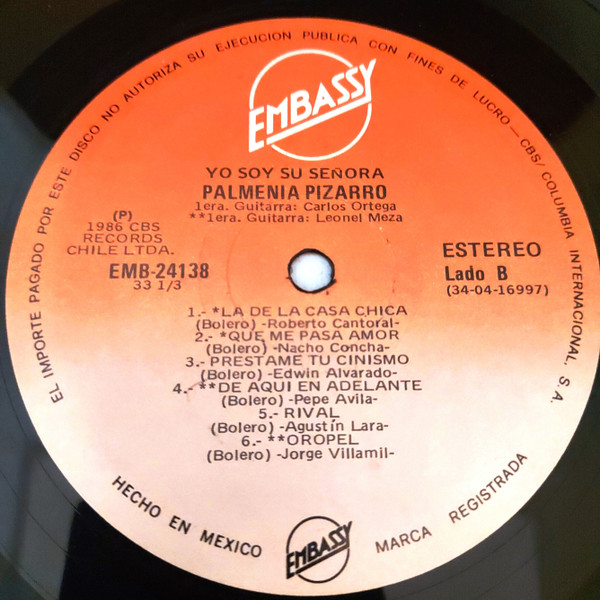 EL IMPORTE PAGADO POR ESTE DISCO NO AUTORIZA SU EJECUCION PUBLICA CON FINES DE LUCRO — CBS/COLUMBIA INTERNACIONAL, S.A.
EMBASSY
YO SOY SU SEÑORA
PALMENIA PIZARRO
1era. Guitarra: Carlos Ortega
**1era. Guitarra: Leonel Meza
(P)
1986 CBS
RECORDS
CHILE LTDA.
EMB-24138
33 1/3
ESTEREO
Lado B
(34-04-16997)
1.- *LA DE LA CASA CHICA
(Bolero) -Roberto Cantoral-
2.- *QUE ME PASA AMOR
(Bolero) -Nacho Concha-
3.- PRESTAME TU CINISMO
(Bolero) -Edwin Alvarado-
4.- **DE AQUI EN ADELANTE
(Bolero) -Pepe Avila-
5.- RIVAL
(Bolero) -Agustín Lara-
6.- **OROPEL
(Bolero) -Jorge Villamil-
HECHO EN MEXICO
EMBASSY
MARCA REGISTRADA